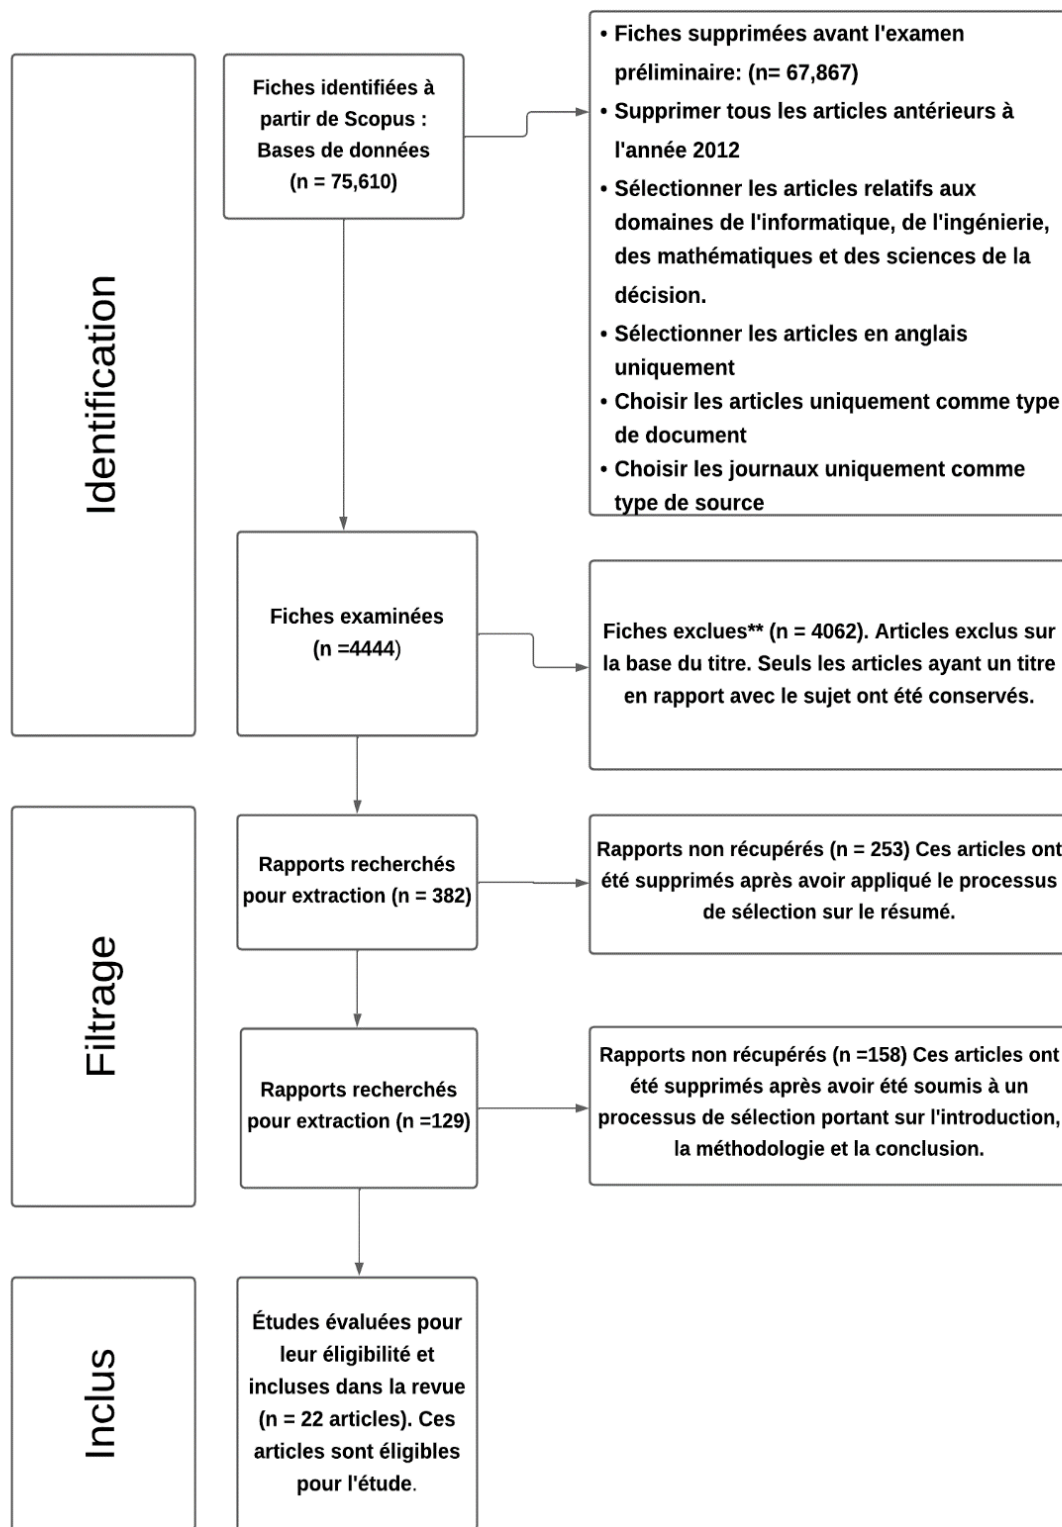 Identification
Fiches identifiées à
partir de Scopus :
Bases de données
(n = 75,610)
• Fiches supprimées avant l'examen
préliminaire: (n= 67,867)
• Supprimer tous les articles antérieurs à
l'année 2012
• Sélectionner les articles relatifs aux
domaines de l'informatique, de l'ingénierie,
des mathématiques et des sciences de la
décision.
• Sélectionner les articles en anglais
uniquement
• Choisir les articles uniquement comme type
de document
• Choisir les journaux uniquement comme
type de source
Fiches examinées
(n =4444)
Fiches exclues** (n = 4062). Articles exclus sur
la base du titre. Seuls les articles ayant un titre
en rapport avec le sujet ont été conservés.
Filtrage
Rapports recherchés
pour extraction (n = 382)
Rapports non récupérés (n = 253) Ces articles ont
été supprimés après avoir appliqué le processus
de sélection sur le résumé.
Rapports recherchés
pour extraction (n =129)
Rapports non récupérés (n =158) Ces articles ont
été supprimés après avoir été soumis à un
processus de sélection portant sur l'introduction,
la méthodologie et la conclusion.
Inclus
Études évaluées pour
leur éligibilité et
incluses dans la revue
(n = 22 articles). Ces
articles sont éligibles
pour l'étude.